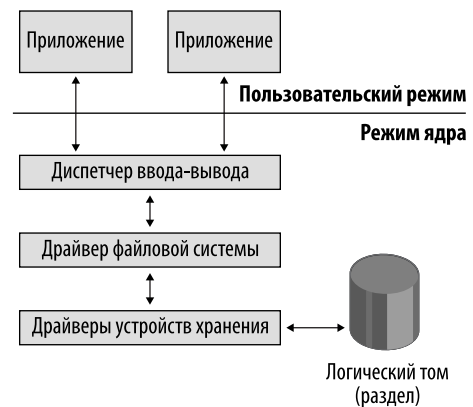 Приложение
Приложение
Пользовательский режим
Режим ядра
Диспетчер ввода-вывода
Драйвер файловой системы
Драйверы устройств хранения
Логический том
(раздел)